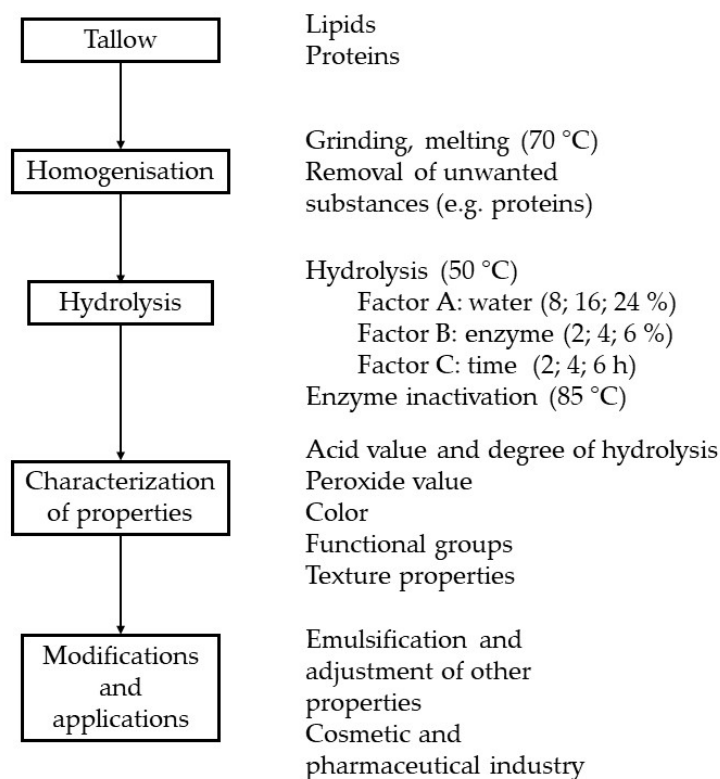 Tallow
Lipids
Proteins
Homogenisation
Grinding, melting (70 °C)
Removal of unwanted
substances (e.g. proteins)
Hydrolysis
Hydrolysis (50 °C)
Factor A: water (8; 16; 24 %)
Factor B: enzyme (2; 4; 6 %)
Factor C: time (2; 4; 6 h)
Enzyme inactivation (85 °C)
Characterization
of properties
Acid value and degree of hydrolysis
Peroxide value
Color
Functional groups
Texture properties
Modifications
and
applications
Emulsification and
adjustment of other
properties
Cosmetic and
pharmaceutical industry